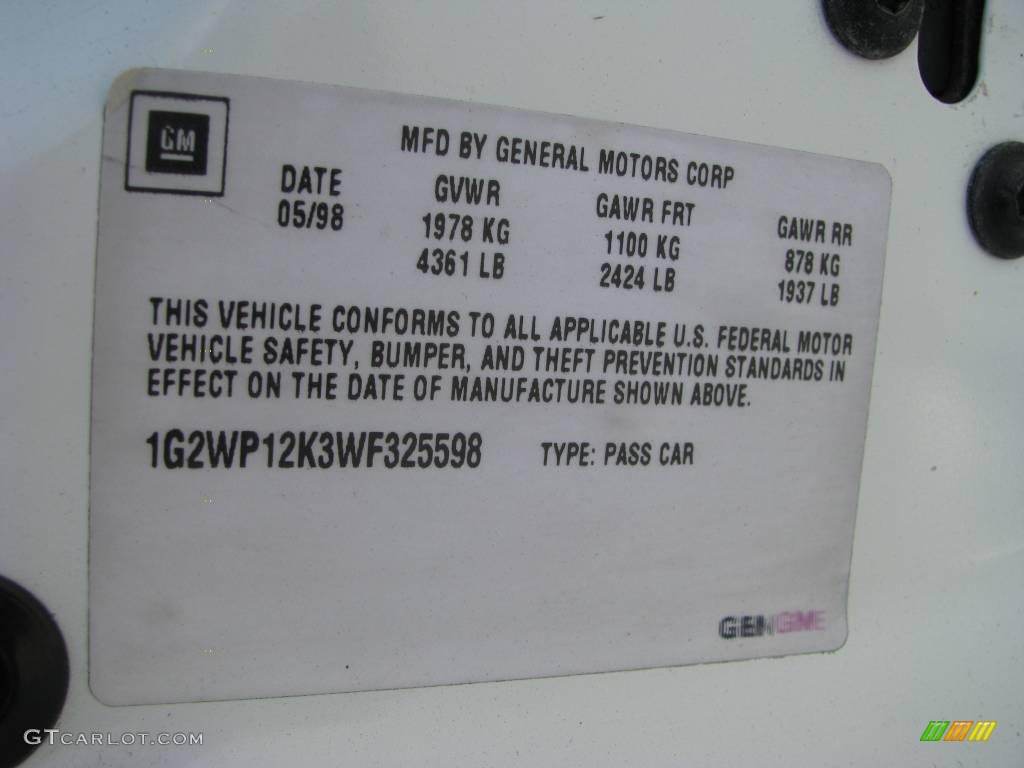 GM
MFD BY GENERAL MOTORS CORP
DATE GVWR GAWR FRT GAWR RR
05/98 1978 KG 1100 KG 878 KG
4361 LB 2424 LB 1937 LB
THIS VEHICLE CONFORMS TO ALL APPLICABLE U.S. FEDERAL MOTOR
VEHICLE SAFETY, BUMPER, AND THEFT PREVENTION STANDARDS IN
EFFECT ON THE DATE OF MANUFACTURE SHOWN ABOVE.
1G2WP12K3WF325598 TYPE: PASS CAR
GTCARLOT.COM